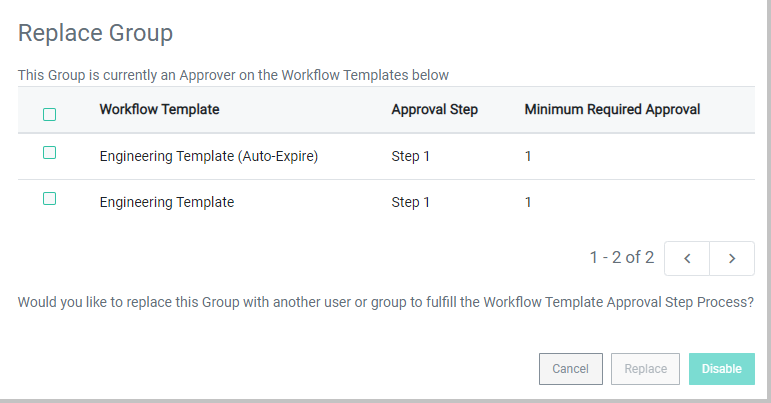 Replace Group
This Group is currently an Approver on the Workflow Templates below
Workflow Template Approval Step Minimum Required Approval
Engineering Template (Auto-Expire) Step 1 1
Engineering Template Step 1 1
1 - 2 of 2
Would you like to replace this Group with another user or group to fulfill the Workflow Template Approval Step Process?
Cancel Replace Disable